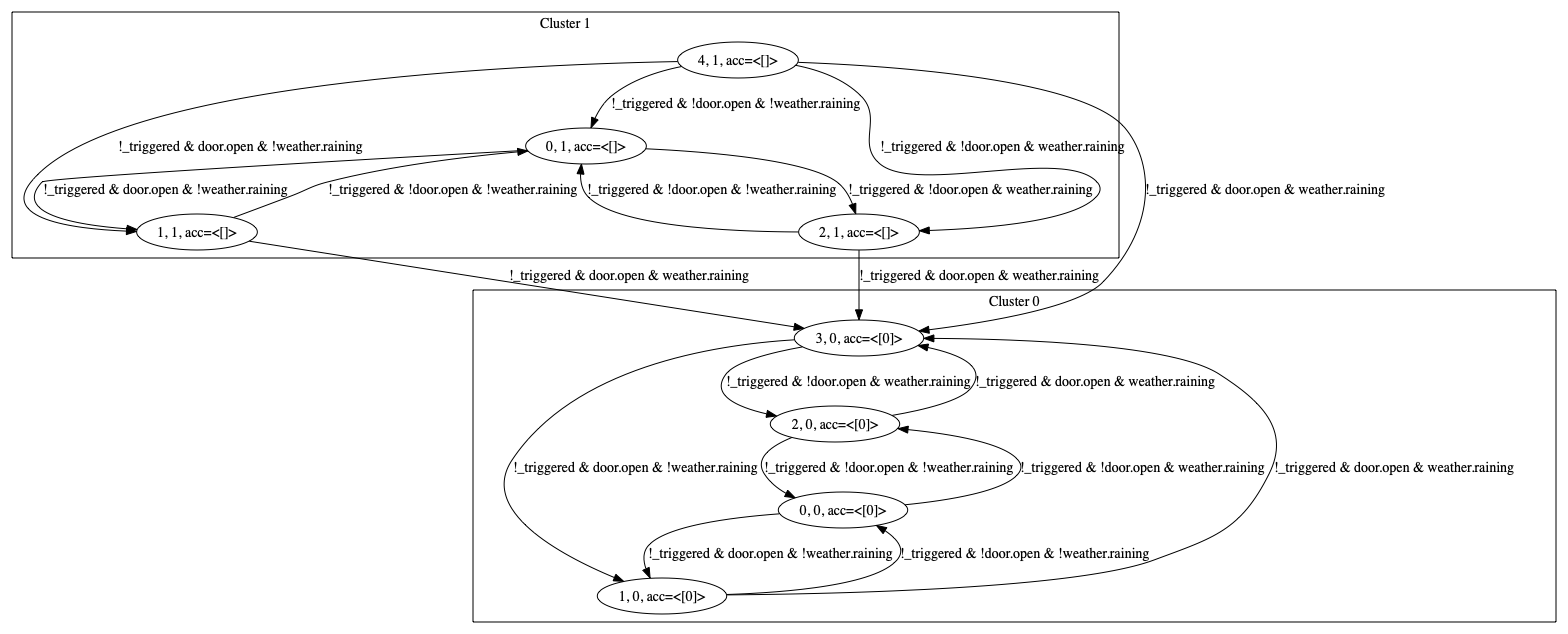 Cluster 1
4, 1, acc=<[]>
!_triggered & !door.open & !weather.raining
!_triggered & door.open & !weather.raining
0, 1, acc=<[]>
!_triggered & !door.open & weather.raining
!_triggered & door.open & !weather.raining
!_triggered & !door.open & !weather.raining
!_triggered & !door.open & !weather.raining
!_triggered & !door.open & weather.raining
!_triggered & door.open & weather.raining
1, 1, acc=<[]>
2, 1, acc=<[]>
!_triggered & door.open & weather.raining
!_triggered & door.open & weather.raining
Cluster 0
3, 0, acc=<[0]>
!_triggered & !door.open & weather.raining
!_triggered & door.open & weather.raining
2, 0, acc=<[0]>
!_triggered & door.open & !weather.raining
!_triggered & !door.open & !weather.raining
!_triggered & !door.open & weather.raining
!_triggered & door.open & weather.raining
0, 0, acc=<[0]>
!_triggered & door.open & !weather.raining
!_triggered & !door.open & !weather.raining
1, 0, acc=<[0]>